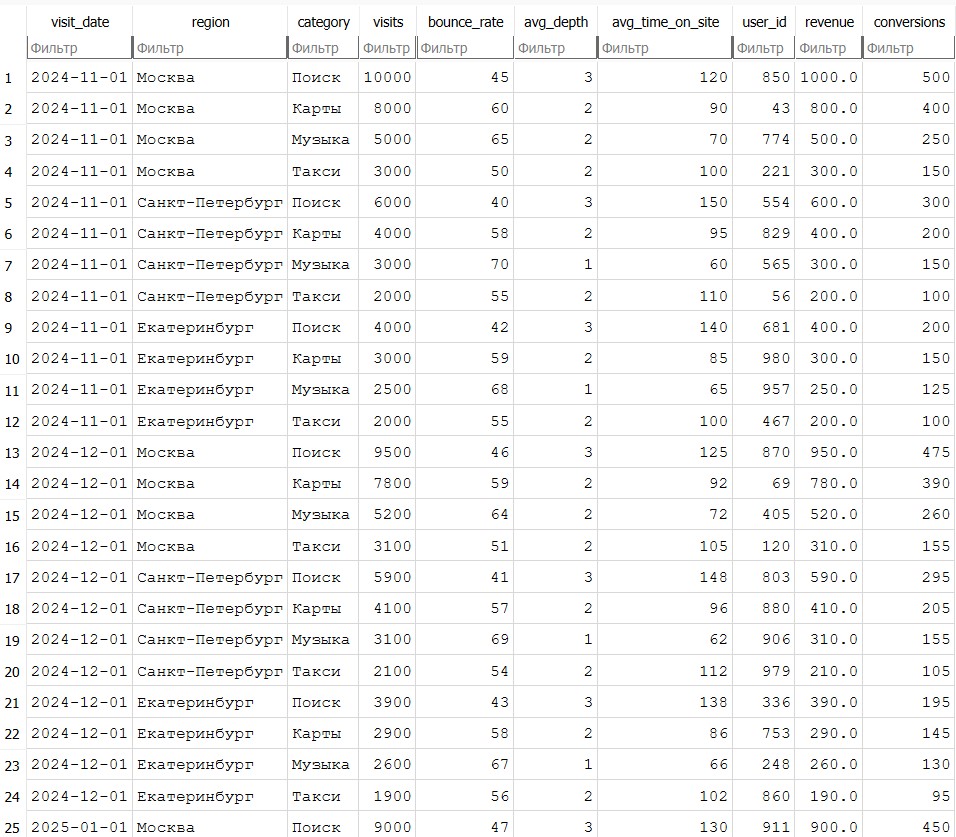 visit_date region category visits bounce_rate avg_depth avg_time_on_site user_id revenue conversions
Фильтр Фильтр Фильтр Фильтр Фильтр Фильтр Фильтр Фильтр Фильтр Фильтр
1 2024-11-01 Москва Поиск 10000 45 3 120 850 1000.0 500
2 2024-11-01 Москва Карты 8000 60 2 90 43 800.0 400
3 2024-11-01 Москва Музыка 5000 65 2 70 774 500.0 250
4 2024-11-01 Москва Такси 3000 50 2 100 221 300.0 150
5 2024-11-01 Санкт-Петербург Поиск 6000 40 3 150 554 600.0 300
6 2024-11-01 Санкт-Петербург Карты 4000 58 2 95 829 400.0 200
7 2024-11-01 Санкт-Петербург Музыка 3000 70 1 60 565 300.0 150
8 2024-11-01 Санкт-Петербург Такси 2000 55 2 110 56 200.0 100
9 2024-11-01 Екатеринбург Поиск 4000 42 3 140 681 400.0 200
10 2024-11-01 Екатеринбург Карты 3000 59 2 85 980 300.0 150
11 2024-11-01 Екатеринбург Музыка 2500 68 1 65 957 250.0 125
12 2024-11-01 Екатеринбург Такси 2000 55 2 100 467 200.0 100
13 2024-12-01 Москва Поиск 9500 46 3 125 870 950.0 475
14 2024-12-01 Москва Карты 7800 59 2 92 69 780.0 390
15 2024-12-01 Москва Музыка 5200 64 2 72 405 520.0 260
16 2024-12-01 Москва Такси 3100 51 2 105 120 310.0 155
17 2024-12-01 Санкт-Петербург Поиск 5900 41 3 148 803 590.0 295
18 2024-12-01 Санкт-Петербург Карты 4100 57 2 96 880 410.0 205
19 2024-12-01 Санкт-Петербург Музыка 3100 69 1 62 906 310.0 155
20 2024-12-01 Санкт-Петербург Такси 2100 54 2 112 979 210.0 105
21 2024-12-01 Екатеринбург Поиск 3900 43 3 138 336 390.0 195
22 2024-12-01 Екатеринбург Карты 2900 58 2 86 753 290.0 145
23 2024-12-01 Екатеринбург Музыка 2600 67 1 66 248 260.0 130
24 2024-12-01 Екатеринбург Такси 1900 56 2 102 860 190.0 95
25 2025-01-01 Москва Поиск 9000 47 3 130 911 900.0 450